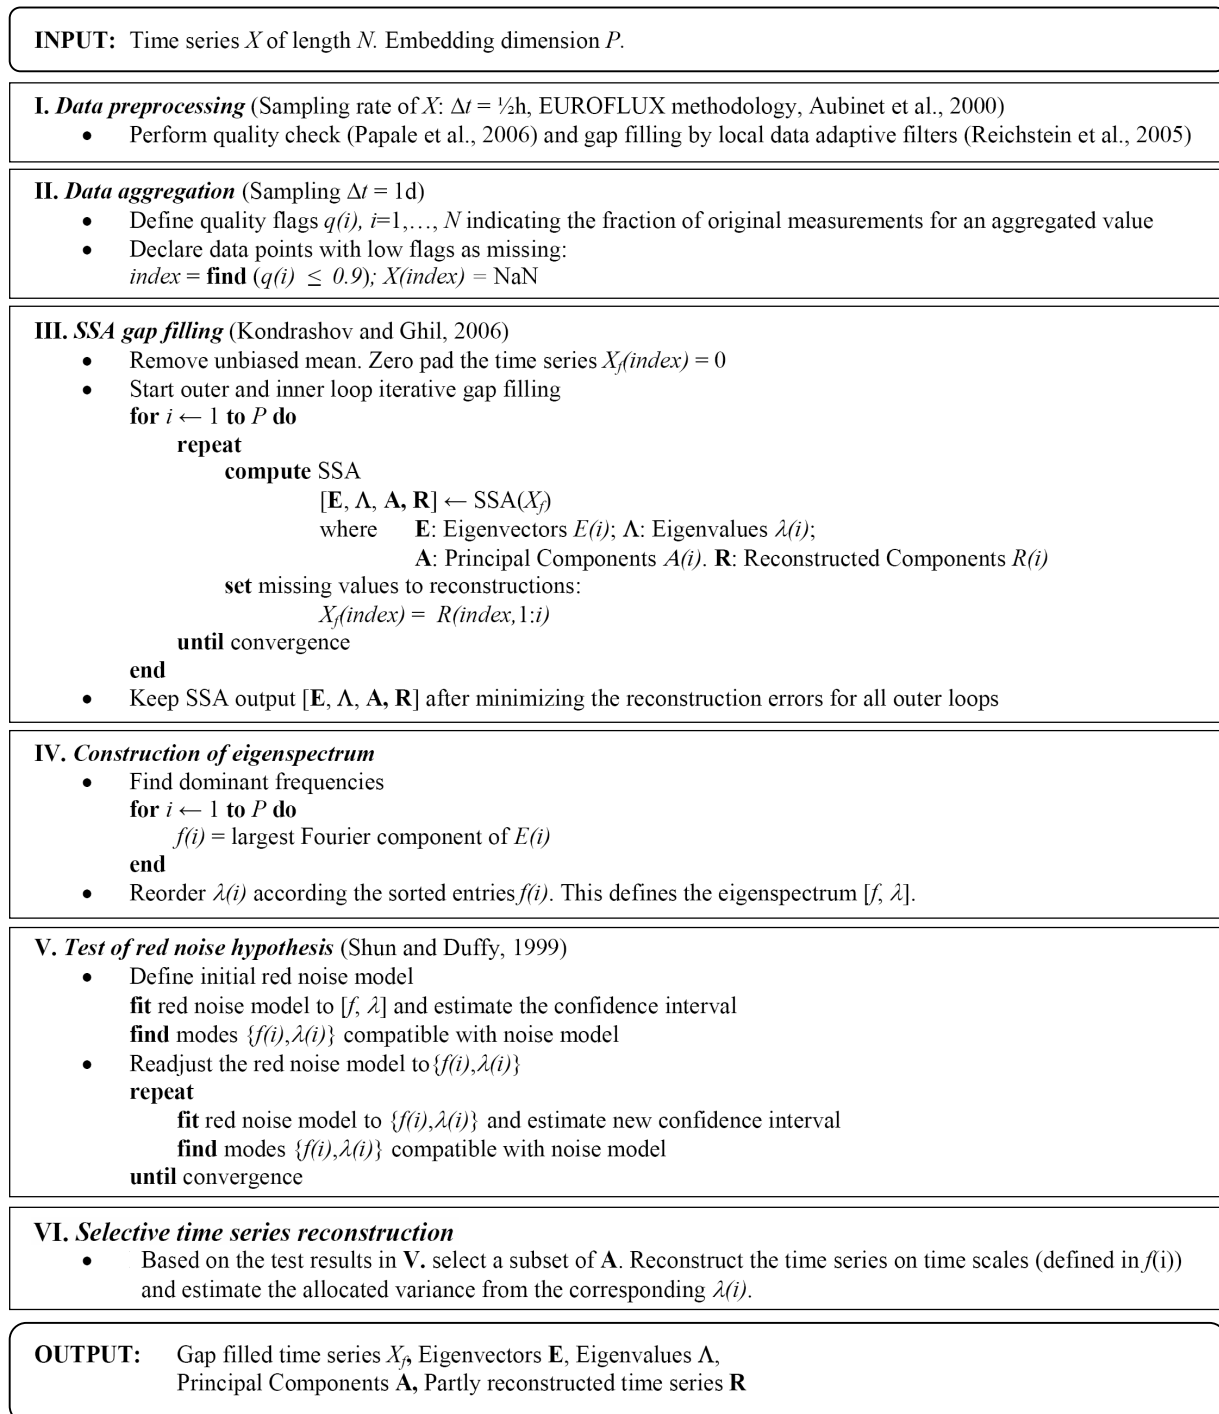 INPUT: Time series X of length N. Embedding dimension P.
I. Data preprocessing (Sampling rate of X: Δt = ½h, EUROFLUX methodology, Aubinet et al., 2000)
• Perform quality check (Papale et al., 2006) and gap filling by local data adaptive filters (Reichstein et al., 2005)
II. Data aggregation (Sampling Δt = 1d)
• Define quality flags q(i), i=1,…, N indicating the fraction of original measurements for an aggregated value
• Declare data points with low flags as missing:
index = find (q(i) ≤ 0.9); X(index) = NaN
III. SSA gap filling (Kondrashov and Ghil, 2006)
• Remove unbiased mean. Zero pad the time series X_f(index) = 0
• Start outer and inner loop iterative gap filling
for i ← 1 to P do
repeat
compute SSA
[E, Λ, A, R] ← SSA(X_f)
where E: Eigenvectors E(i); Λ: Eigenvalues λ(i);
A: Principal Components A(i). R: Reconstructed Components R(i)
set missing values to reconstructions:
X_f(index) = R(index,1:i)
until convergence
end
• Keep SSA output [E, Λ, A, R] after minimizing the reconstruction errors for all outer loops
IV. Construction of eigenspectrum
• Find dominant frequencies
for i ← 1 to P do
f(i) = largest Fourier component of E(i)
end
• Reorder λ(i) according the sorted entries f(i). This defines the eigenspectrum [f, λ].
V. Test of red noise hypothesis (Shun and Duffy, 1999)
• Define initial red noise model
fit red noise model to [f, λ] and estimate the confidence interval
find modes {f(i),λ(i)} compatible with noise model
• Readjust the red noise model to {f(i),λ(i)}
repeat
fit red noise model to {f(i),λ(i)} and estimate new confidence interval
find modes {f(i),λ(i)} compatible with noise model
until convergence
VI. Selective time series reconstruction
• Based on the test results in V. select a subset of A. Reconstruct the time series on time scales (defined in f(i))
and estimate the allocated variance from the corresponding λ(i).
OUTPUT: Gap filled time series X_f, Eigenvectors E, Eigenvalues Λ,
Principal Components A, Partly reconstructed time series R